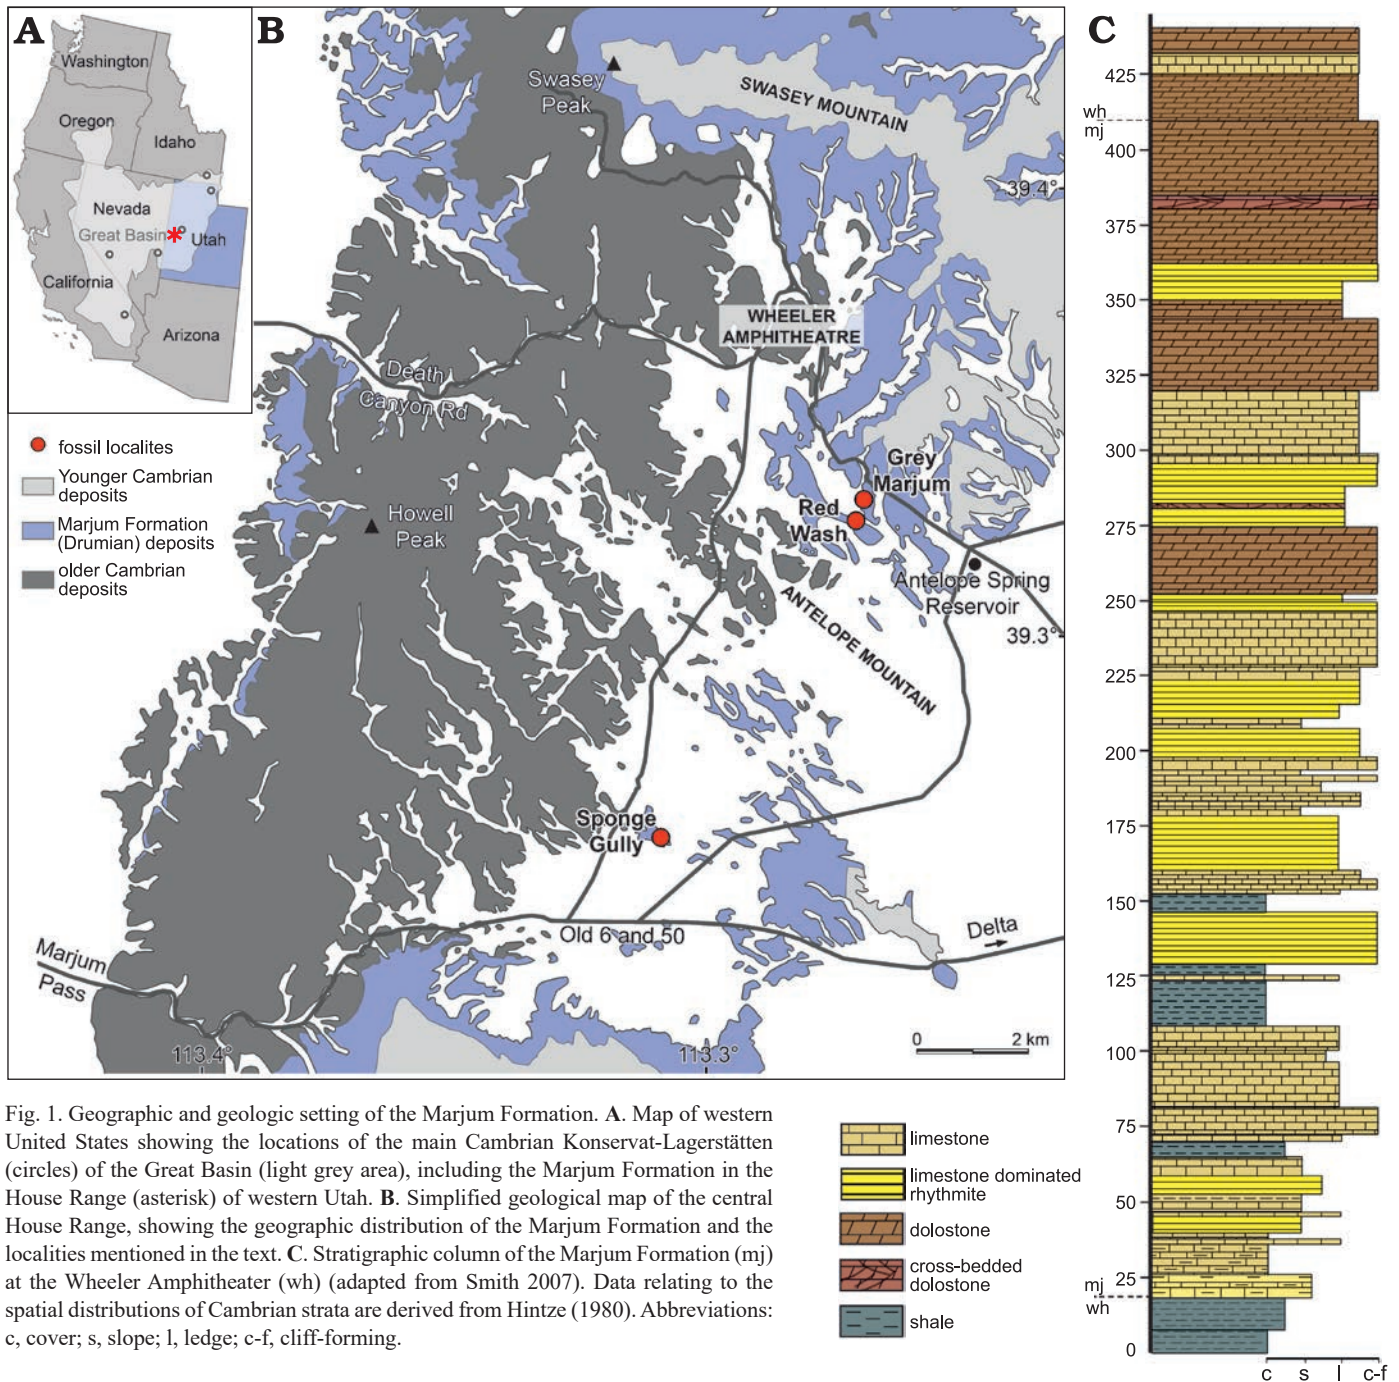 A
Washington
Oregon
Idaho
Nevada
Great Basin
Utah
California
Arizona
fossil localites
Younger Cambrian
deposits
Marjum Formation
(Drumian) deposits
older Cambrian
deposits
B
Swasey
Peak
SWASEY MOUNTAIN
39.4°
WHEELER
AMPHITHEATRE
Death
Canyon Rd
Grey
Marjum
Red
Wash
Howell
Peak
Antelope Spring
Reservoir
39.3°
ANTELOPE MOUNTAIN
Sponge
Gully
Old 6 and 50
Delta
Marjum
Pass
113.4°
113.3°
0 2 km
C
425
wh
mj
400
375
350
325
300
275
250
225
200
175
150
125
100
75
50
25
mj
wh
0
c s l c-f
limestone
limestone dominated
rhythmite
dolostone
cross-bedded
dolostone
shale
Fig. 1. Geographic and geologic setting of the Marjum Formation. A. Map of western
United States showing the locations of the main Cambrian Konservat-Lagerstätten
(circles) of the Great Basin (light grey area), including the Marjum Formation in the
House Range (asterisk) of western Utah. B. Simplified geological map of the central
House Range, showing the geographic distribution of the Marjum Formation and the
localities mentioned in the text. C. Stratigraphic column of the Marjum Formation (mj)
at the Wheeler Amphitheater (wh) (adapted from Smith 2007). Data relating to the
spatial distributions of Cambrian strata are derived from Hintze (1980). Abbreviations:
c, cover; s, slope; l, ledge; c-f, cliff-forming.